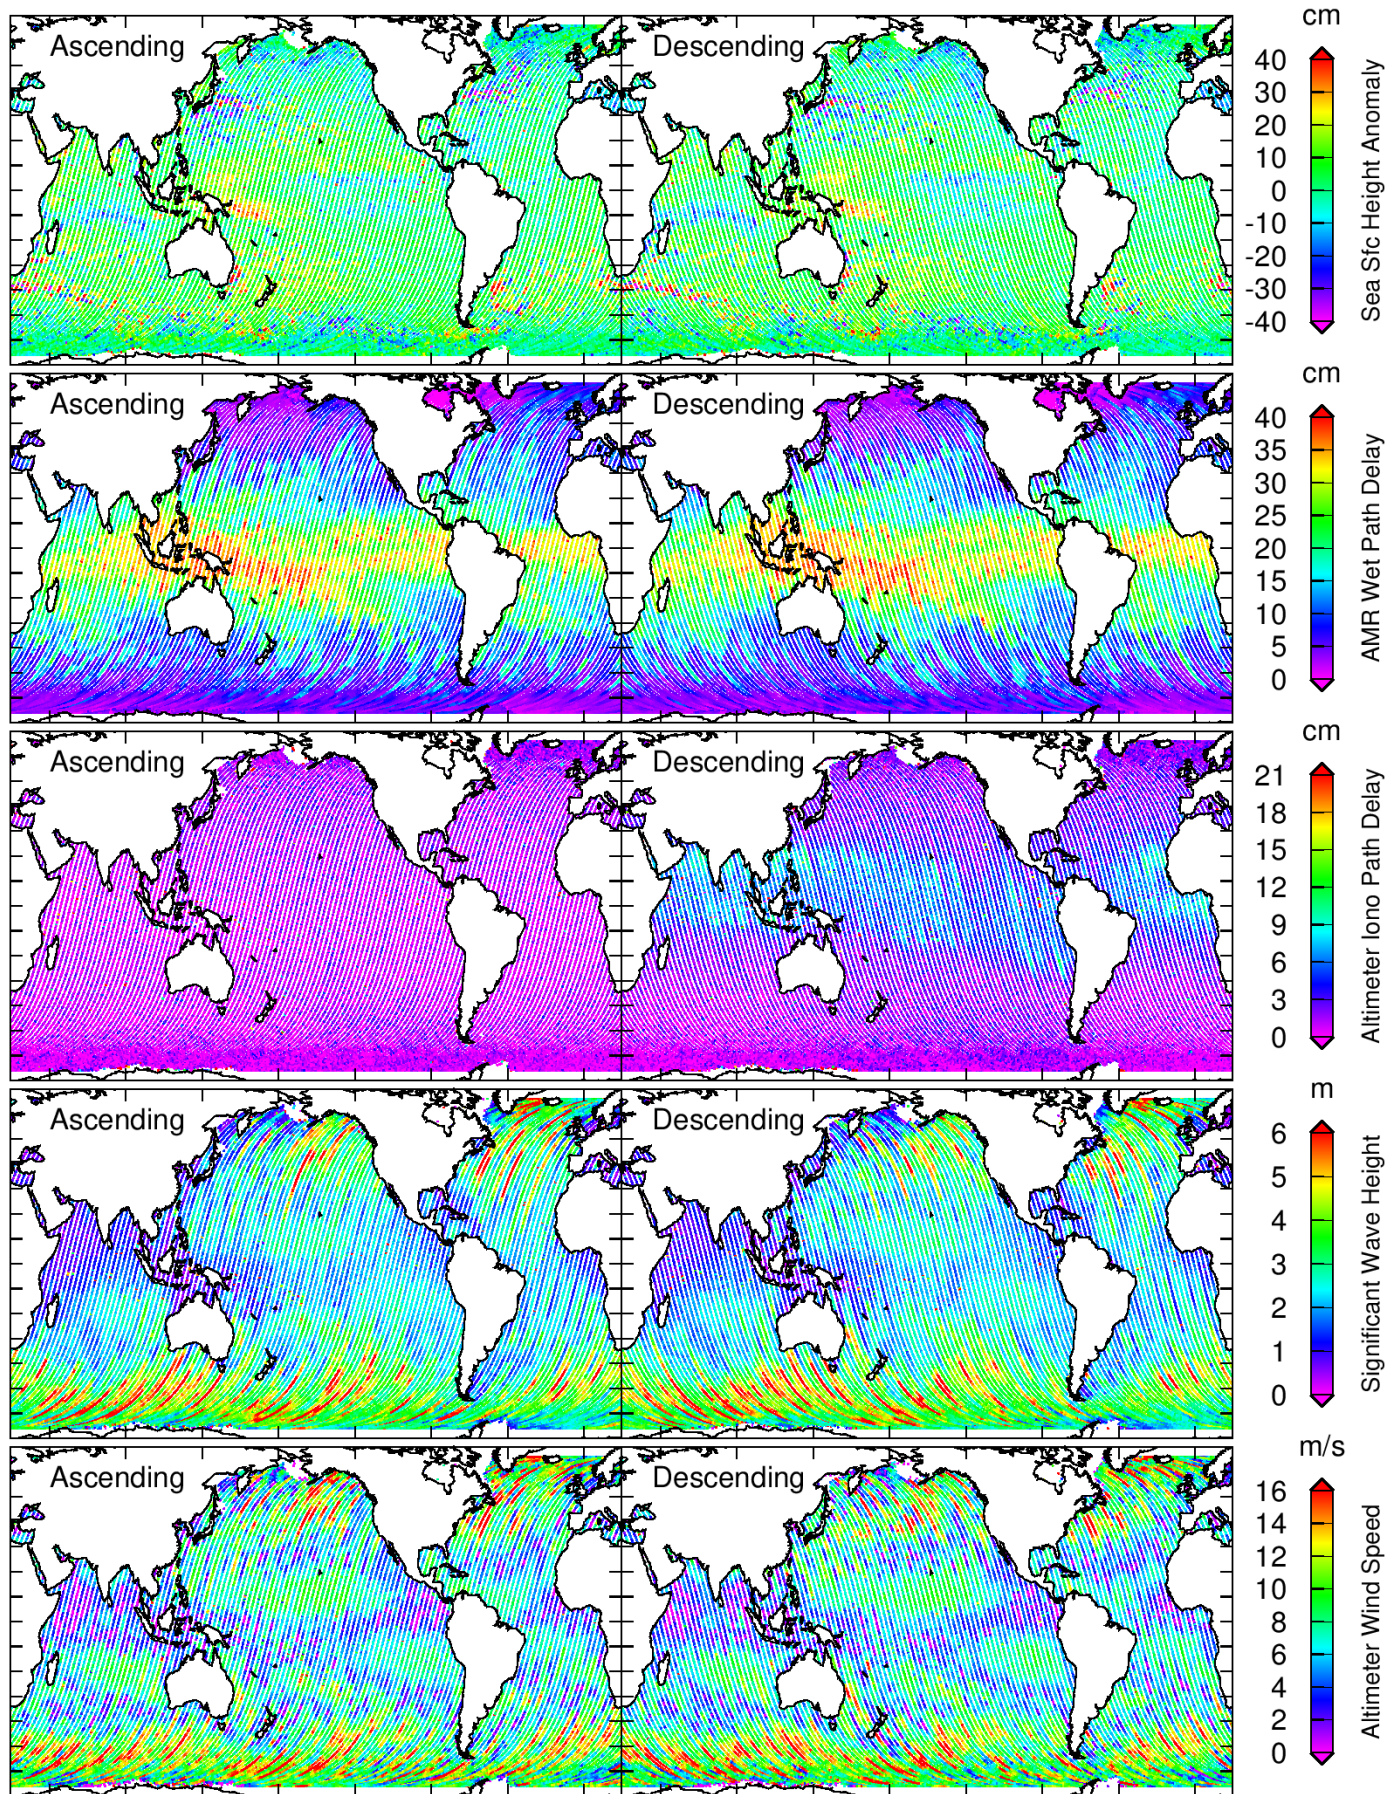 cm
Ascending
Descending
40
30
20
10
0
-10
-20
-30
-40
Sea Sfc Height Anomaly
cm
Ascending
Descending
40
35
30
25
20
15
10
5
0
AMR Wet Path Delay
cm
Ascending
Descending
21
18
15
12
9
6
3
0
Altimeter Iono Path Delay
m
Ascending
Descending
6
5
4
3
2
1
0
Significant Wave Height
m/s
Ascending
Descending
16
14
12
10
8
6
4
2
0
Altimeter Wind Speed